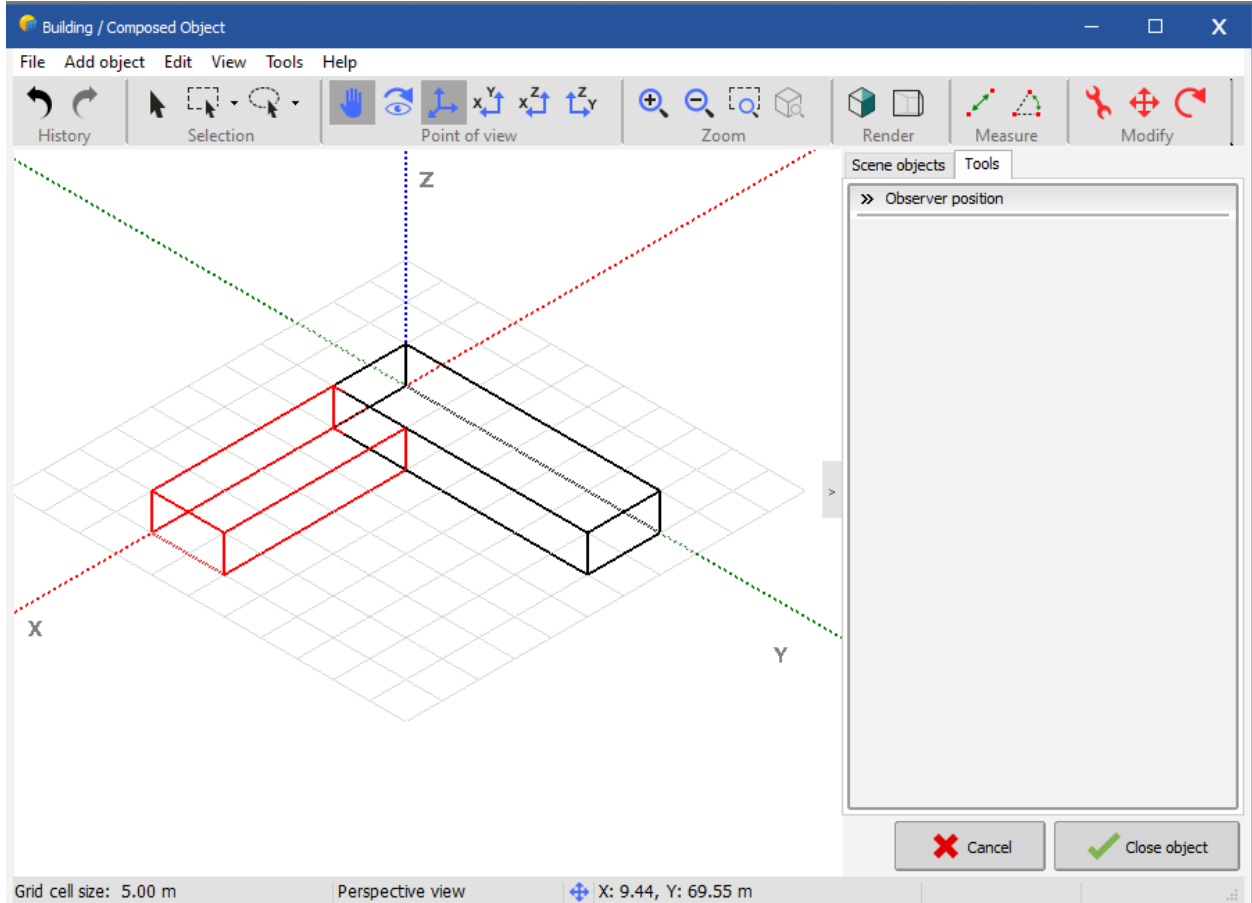 Building / Composed Object
X
File Add object Edit View Tools Help
X Y X Z Z Y
History Selection Point of view Zoom Render Measure Modify
Scene objects Tools
» Observer position
Z
>
X
Y
Cancel Close object
Grid cell size: 5.00 m Perspective view X: 9.44, Y: 69.55 m